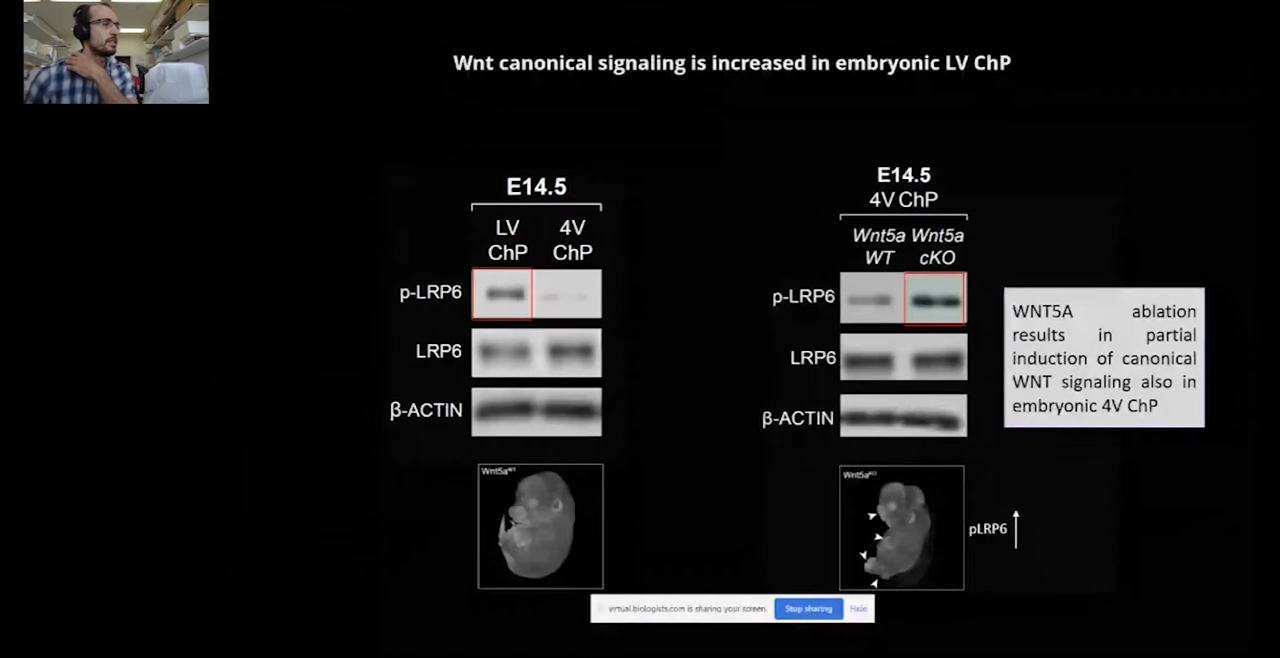 Wnt canonical signaling is increased in embryonic LV ChP
E14.5
LV 4V
ChP ChP
p-LRP6
LRP6
β-ACTIN
Wnt5aWT
E14.5
4V ChP
Wnt5a Wnt5a
WT cKO
p-LRP6
LRP6
β-ACTIN
WNT5A ablation
results in partial
induction of canonical
WNT signaling also in
embryonic 4V ChP
Wnt5aKO
pLRP6
virtual.biologists.com is sharing your screen. Stop sharing Hide